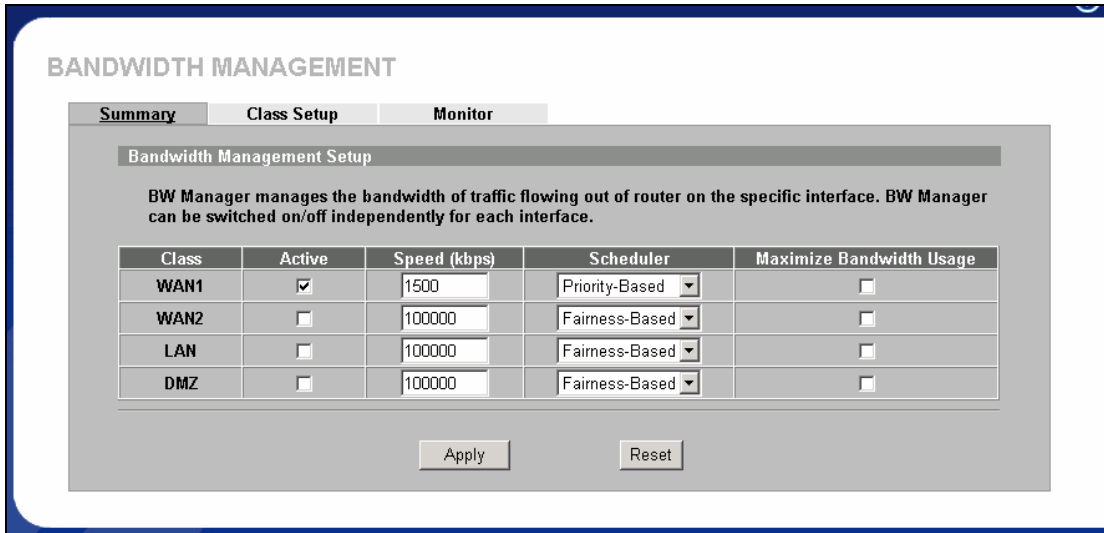 BANDWIDTH MANAGEMENT
Summary Class Setup Monitor
Bandwidth Management Setup
BW Manager manages the bandwidth of traffic flowing out of router on the specific interface. BW Manager
can be switched on/off independently for each interface.
Class Active Speed (kbps) Scheduler Maximize Bandwidth Usage
WAN1 1500 Priority-Based
WAN2 100000 Fairness-Based
LAN 100000 Fairness-Based
DMZ 100000 Fairness-Based
Apply Reset